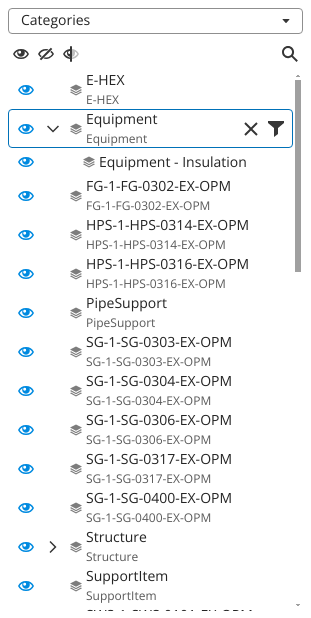 Categories
E-HEX
E-HEX
Equipment
Equipment
Equipment - Insulation
FG-1-FG-0302-EX-OPM
FG-1-FG-0302-EX-OPM
HPS-1-HPS-0314-EX-OPM
HPS-1-HPS-0314-EX-OPM
HPS-1-HPS-0316-EX-OPM
HPS-1-HPS-0316-EX-OPM
PipeSupport
PipeSupport
SG-1-SG-0303-EX-OPM
SG-1-SG-0303-EX-OPM
SG-1-SG-0304-EX-OPM
SG-1-SG-0304-EX-OPM
SG-1-SG-0306-EX-OPM
SG-1-SG-0306-EX-OPM
SG-1-SG-0317-EX-OPM
SG-1-SG-0317-EX-OPM
SG-1-SG-0400-EX-OPM
SG-1-SG-0400-EX-OPM
Structure
Structure
SupportItem
SupportItem